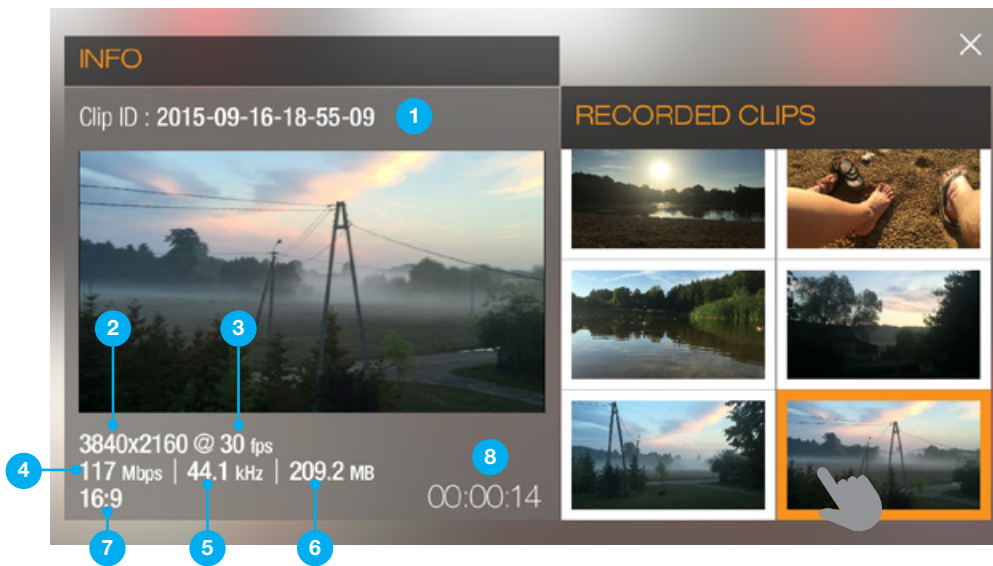 INFO
Clip ID : 2015-09-16-18-55-09
1
RECORDED CLIPS
2
3
3840x2160 @ 30 fps
4
117 Mbps | 44.1 kHz | 209.2 MB
8
16:9
00:00:14
7
5
6